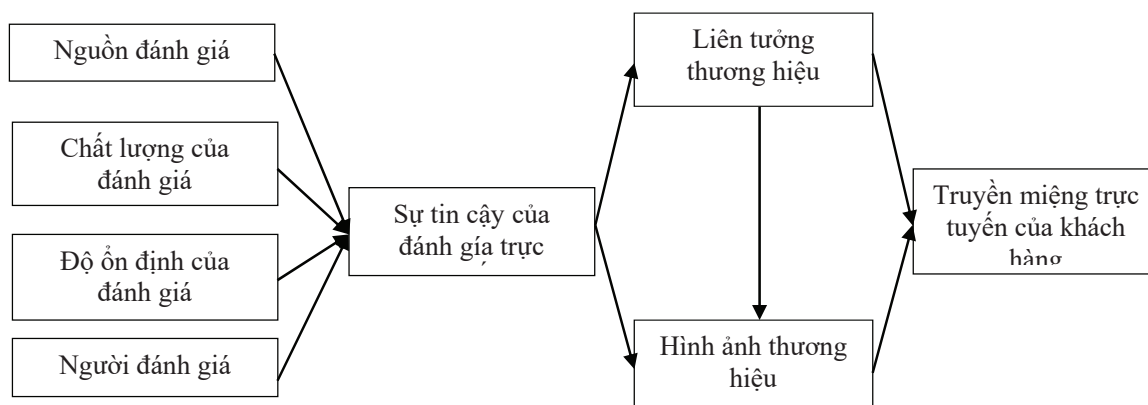 Nguồn đánh giá
Chất lượng của
đánh giá
Độ ổn định của
đánh giá
Người đánh giá
Sự tin cậy của
đánh gía trực
Liên tưởng
thương hiệu
Hình ảnh thương
hiệu
Truyền miệng trực
tuyến của khách
hàng